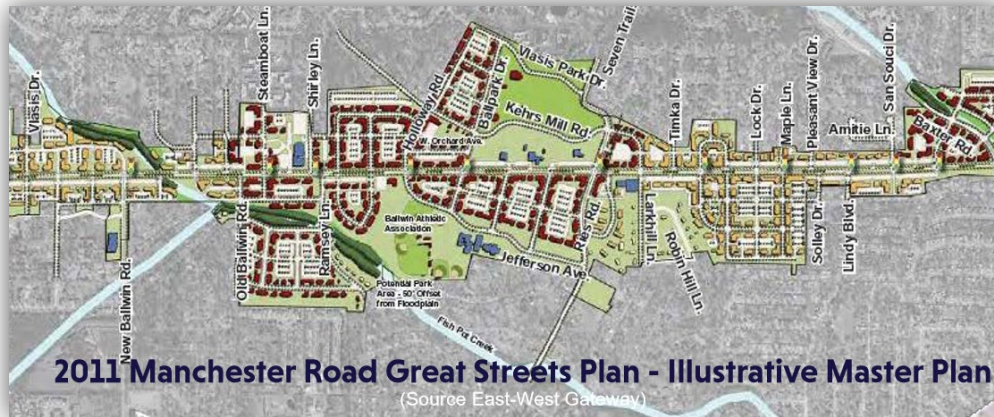 Vlasis Dr.
Steamboat Ln.
Shirley Ln.
Holloway Rd.
Ballpark Dr.
Vlasis Park Dr.
Seven Trails
Kehrs Mill Rd.
W. Orchard Ave.
Timka Dr.
Lock Dr.
Maple Ln.
Pleasant View Dr.
Amitie Ln.
San Souci Dr.
Baxter Rd.
New Ballwin Rd.
Old Ballwin Rd.
Ramsey Ln.
Ballwin Athletic
Association
Potential Park
Area - 50' Offset
from Floodplain
Jefferson Ave.
Ries Rd.
Larkhill Ln.
Robin Hill Ln.
Solley Dr.
Lindy Blvd.
Fish Pot Creek
2011 Manchester Road Great Streets Plan - Illustrative Master Plan
(Source East-West Gateway)